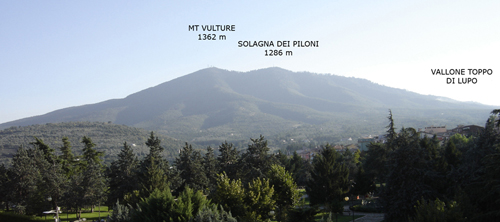 MT VULTURE
1362 m
SOLAGNA DEI PILONI
1286 m
VALLONE TOPPO
DI LUPO